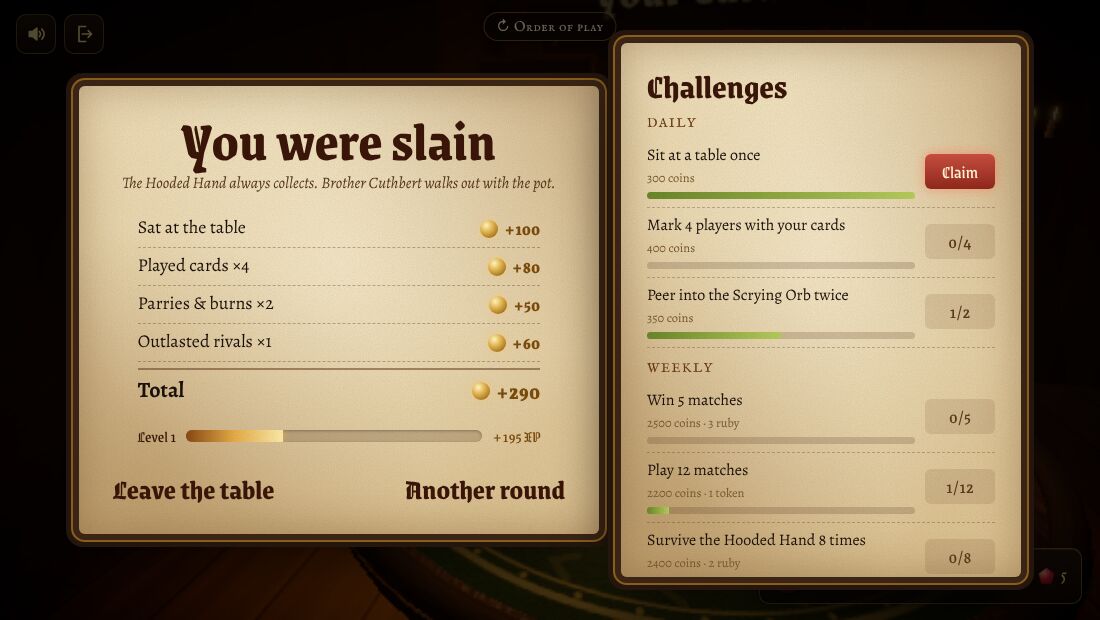 Order of play
You were slain
The Hooded Hand always collects. Brother Cuthbert walks out with the pot.
Sat at the table +100
Played cards ×4 +80
Parries & burns ×2 +50
Outlasted rivals ×1 +60
Total +290
Level 1 +195 XP
Leave the table Another round
Challenges
DAILY
Sit at a table once
300 coins
Claim
Mark 4 players with your cards
400 coins
0/4
Peer into the Scrying Orb twice
350 coins
1/2
WEEKLY
Win 5 matches
2500 coins · 3 ruby
0/5
Play 12 matches
2200 coins · 1 token
1/12
Survive the Hooded Hand 8 times
2400 coins · 2 ruby
0/8
5